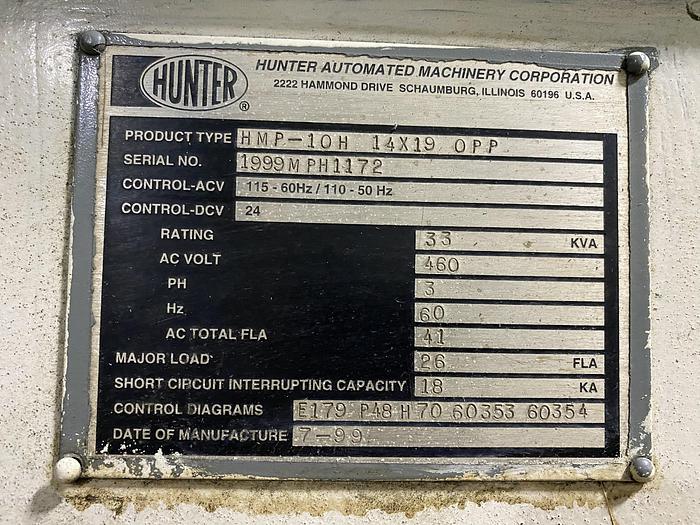 HUNTER ®
HUNTER AUTOMATED MACHINERY CORPORATION
2222 HAMMOND DRIVE SCHAUMBURG, ILLINOIS 60196 U.S.A.
PRODUCT TYPE HMP-10H 14X19 OPP
SERIAL NO. 1999MPH1172
CONTROL-ACV 115 - 60Hz / 110 - 50 Hz
CONTROL-DCV 24
RATING 33 KVA
AC VOLT 460
PH 3
Hz 60
AC TOTAL FLA 41
MAJOR LOAD 26 FLA
SHORT CIRCUIT INTERRUPTING CAPACITY 18 KA
CONTROL DIAGRAMS E179 P48H70 60353 60354
DATE OF MANUFACTURE 7-99